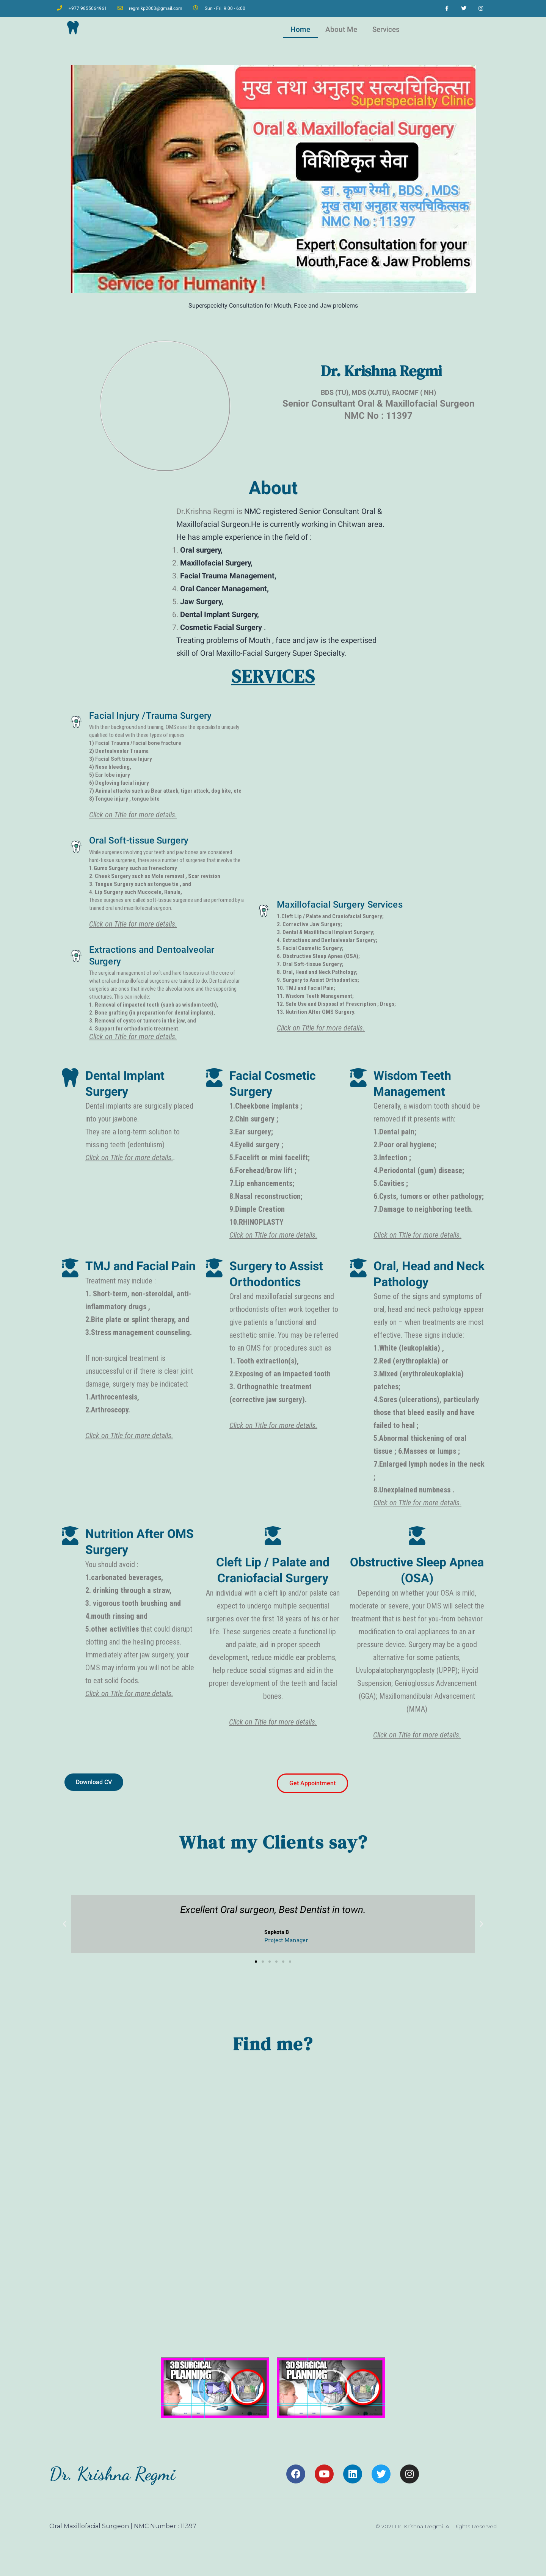 +977 9855064961
regmikp2003@gmail.com
Sun - Fri: 9:00 - 6:00
Home
About Me
Services
मुख तथा अनुहार सल्यचिकित्सा
Superspecialty Clinic
Oral & Maxillofacial Surgery
विशिष्टिकृत सेवा
डा . कृष्ण रेग्मी , BDS , MDS
मुख तथा अनुहार सल्यचिकित्सक
NMC No : 11397
Expert Consultation for your
Mouth,Face & Jaw Problems
Service for Humanity !
Superspecielty Consultation for Mouth, Face and Jaw problems
Dr. Krishna Regmi
BDS (TU), MDS (XJTU), FAOCMF ( NH)
Senior Consultant Oral & Maxillofacial Surgeon
NMC No : 11397
About
Dr.Krishna Regmi is NMC registered Senior Consultant Oral &
Maxillofacial Surgeon.He is currently working in Chitwan area.
He has ample experience in the field of :
1. Oral surgery,
2. Maxillofacial Surgery,
3. Facial Trauma Management,
4. Oral Cancer Management,
5. Jaw Surgery,
6. Dental Implant Surgery,
7. Cosmetic Facial Surgery .
Treating problems of Mouth , face and jaw is the expertised
skill of Oral Maxillo-Facial Surgery Super Specialty.
SERVICES
Facial Injury /Trauma Surgery
With their background and training, OMSs are the specialists uniquely
qualified to deal with these types of injuries
1) Facial Trauma /Facial bone fracture
2) Dentoalveolar Trauma
3) Facial Soft tissue Injury
4) Nose bleeding,
5) Ear lobe injury
6) Degloving facial injury
7) Animal attacks such as Bear attack, tiger attack, dog bite, etc
8) Tongue injury , tongue bite
Click on Title for more details.
Oral Soft-tissue Surgery
While surgeries involving your teeth and jaw bones are considered
hard-tissue surgeries, there are a number of surgeries that involve the
1.Gums Surgery such as frenectomy
2. Cheek Surgery such as Mole removal , Scar revision
3. Tongue Surgery such as tongue tie , and
4. Lip Surgery such Mucocele, Ranula,
These surgeries are called soft -tissue surgeries and are performed by a
trained oral and maxillofacial surgeon.
Click on Title for more details.
Extractions and Dentoalveolar
Surgery
The surgical management of soft and hard tissues is at the core of
what oral and maxillofacial surgeons are trained to do. Dentoalveolar
surgeries are ones that involve the alveolar bone and the supporting
structures. This can include:
1. Removal of impacted teeth (such as wisdom teeth),
2. Bone grafting (in preparation for dental implants),
3. Removal of cysts or tumors in the jaw, and
4. Support for orthodontic treatment.
Click on Title for more details.
Maxillofacial Surgery Services
1.Cleft Lip / Palate and Craniofacial Surgery;
2. Corrective Jaw Surgery;
3. Dental & Maxillifocial Implant Surgery;
4. Extractions and Dentoalveolar Surgery;
5. Facial Cosmetic Surgery;
6. Obstructive Sleep Apnea (OSA);
7. Oral Soft-tissue Surgery;
8. Oral, Head and Neck Pathology;
9. Surgery to Assist Orthodontics;
10. TMJ and Facial Pain;
11. Wisdom Teeth Management;
12. Safe Use and Disposal of Prescription ; Drugs;
13. Nutrition After OMS Surgery
Click on Title for more details.
Dental Implant
Surgery
Dental implants are surgically placed
into your jawbone.
They are a long-term solution to
missing teeth (edentulism)
Click on Title for more details.
Facial Cosmetic
Surgery
1.Cheekbone implants ;
2.Chin surgery ;
3.Ear surgery;
4.Eyelid surgery ;
5.Facelift or mini facelift;
6.Forehead/brow lift ;
7.Lip enhancements;
8.Nasal reconstruction;
9.Dimple Creation
10.RHINOPLASTY
Click on Title for more details.
Wisdom Teeth
Management
Generally, a wisdom tooth should be
removed if it presents with:
1.Dental pain;
2.Poor oral hygiene;
3.Infection ;
4.Periodontal (gum) disease;
5.Cavities ;
6.Cysts, tumors or other pathology;
7.Damage to neighboring teeth.
Click on Title for more details.
TMJ and Facial Pain
Treatment may include :
1. Short-term, non-steroidal, anti-
inflammatory drugs ,
2.Bite plate or splint therapy, and
3.Stress management counseling.
If non-surgical treatment is
unsuccessful or if there is clear joint
damage, surgery may be indicated:
1.Arthrocentesis,
2.Arthroscopy.
Click on Title for more details.
Surgery to Assist
Orthodontics
Oral and maxillofacial surgeons and
orthodontists often work together to
give patients a functional and
aesthetic smile. You may be referred
to an OMS for procedures such as
1. Tooth extraction(s),
2.Exposing of an impacted tooth
3. Orthognathic treatment
(corrective jaw surgery).
Click on Title for more details.
Oral, Head and Neck
Pathology
Some of the signs and symptoms of
oral, head and neck pathology appear
early on – when treatments are most
effective. These signs include:
1.White (leukoplakia) ,
2.Red (erythroplakia) or
3.Mixed (erythroleukoplakia)
patches;
4.Sores (ulcerations), particularly
those that bleed easily and have
failed to heal ;
5.Abnormal thickening of oral
tissue ; 6.Masses or lumps ;
7.Enlarged lymph nodes in the neck
;
8.Unexplained numbness .
Click on Title for more details.
Nutrition After OMS
Surgery
You should avoid :
1.carbonated beverages,
2. drinking through a straw,
3. vigorous tooth brushing and
4.mouth rinsing and
5.other activities that could disrupt
clotting and the healing process.
Immediately after jaw surgery, your
OMS may inform you will not be able
to eat solid foods.
Click on Title for more details.
Cleft Lip / Palate and
Craniofacial Surgery
An individual with a cleft lip and/or palate can
expect to undergo multiple sequential
surgeries over the first 18 years of his or her
life. These surgeries create a functional lip
and palate, aid in proper speech
development, reduce middle ear problems,
help reduce social stigmas and aid in the
proper development of the teeth and facial
bones.
Click on Title for more details.
Obstructive Sleep Apnea
(OSA)
Depending on whether your OSA is mild,
moderate or severe, your OMS will select the
treatment that is best for you-from behavior
modification to oral appliances to an air
pressure device. Surgery may be a good
alternative for some patients,
Uvulopalatopharyngoplasty (UPPP); Hyoid
Suspension; Genioglossus Advancement
(GGA); Maxillomandibular Advancement
(MMA)
Click on Title for more details.
Download CV
Get Appointment
What my Clients say?
Excellent Oral surgeon, Best Dentist in town.
Sapkota B
Project Manager
Find me?
3D SURGICAL
PLANNING
3D SURGICAL
PLANNING
Dr. Krishna Regmi
Oral Maxillofacial Surgeon | NMC Number : 11397
© 2021 Dr. Krishna Regmi. All Rights Reserved